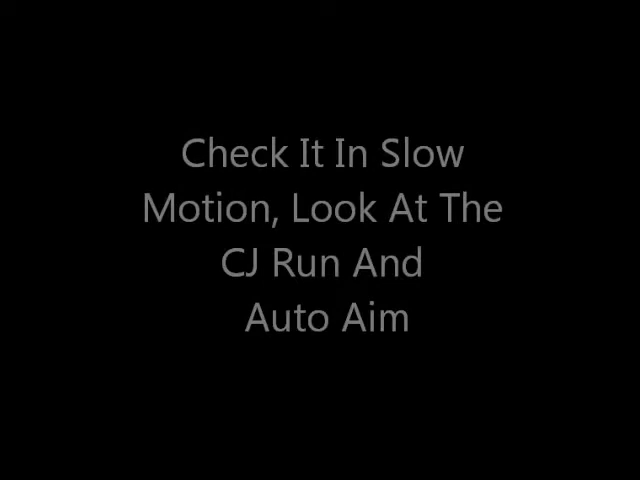 Check It In Slow
Motion, Look At The
CJ Run And
Auto Aim